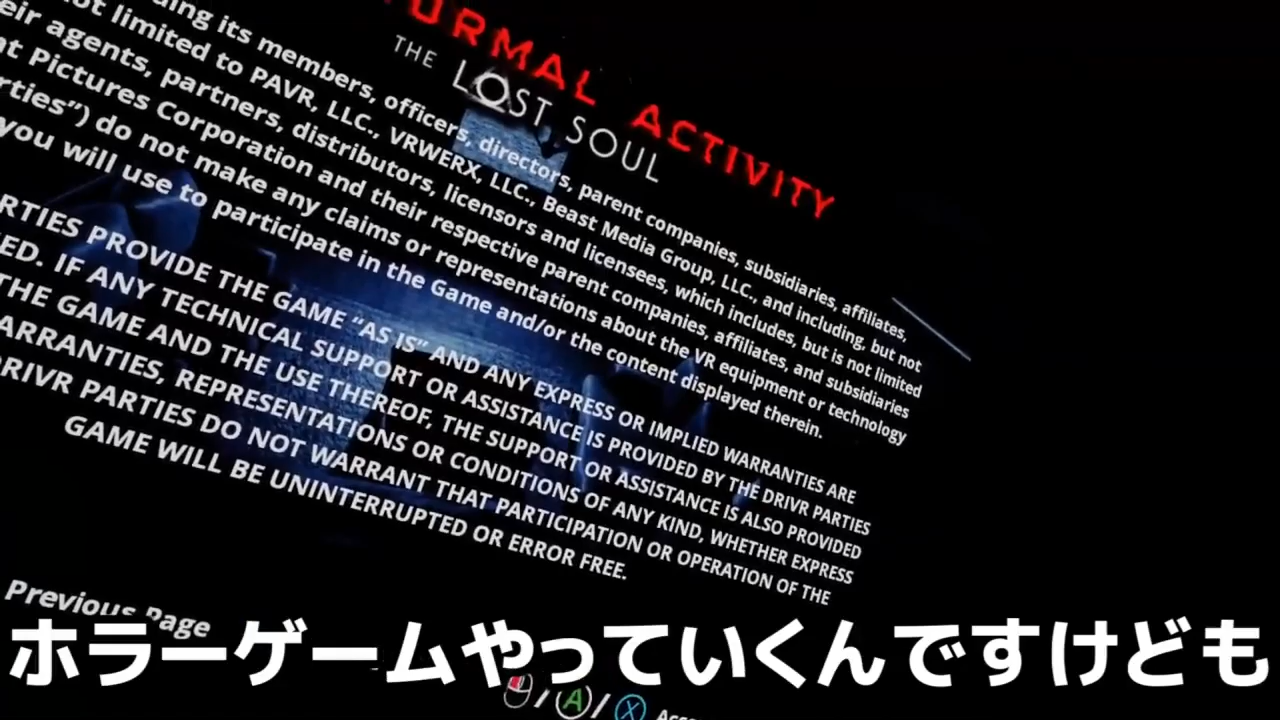 URMAL ACTIVITY
THE LOST SOUL
its members, officers, directors, parent companies, subsidiaries, affiliates,
limited to PAVR, LLC., VRWERX, LLC., Beast Media Group, LLC., and including, but not
agents, partners, distributors, licensors and licensees, which includes, but is not limited
Pictures Corporation and their respective parent companies, affiliates, and subsidiaries
rties”) do not make any claims or representations about the VR equipment or technology
you will use to participate in the Game and/or the content displayed therein.
RTIES PROVIDE THE GAME “AS IS” AND ANY EXPRESS OR IMPLIED WARRANTIES ARE
ED. IF ANY TECHNICAL SUPPORT OR ASSISTANCE IS PROVIDED BY THE DRIVR PARTIES
THE GAME AND THE USE THEREOF, THE SUPPORT OR ASSISTANCE IS ALSO PROVIDED
ARRANTIES, REPRESENTATIONS OR CONDITIONS OF ANY KIND, WHETHER EXPRESS
DRIVR PARTIES DO NOT WARRANT THAT PARTICIPATION OR OPERATION OF THE
GAME WILL BE UNINTERRUPTED OR ERROR FREE.
Previous Page
ホラーゲームやっていくんですけども
/ A / X